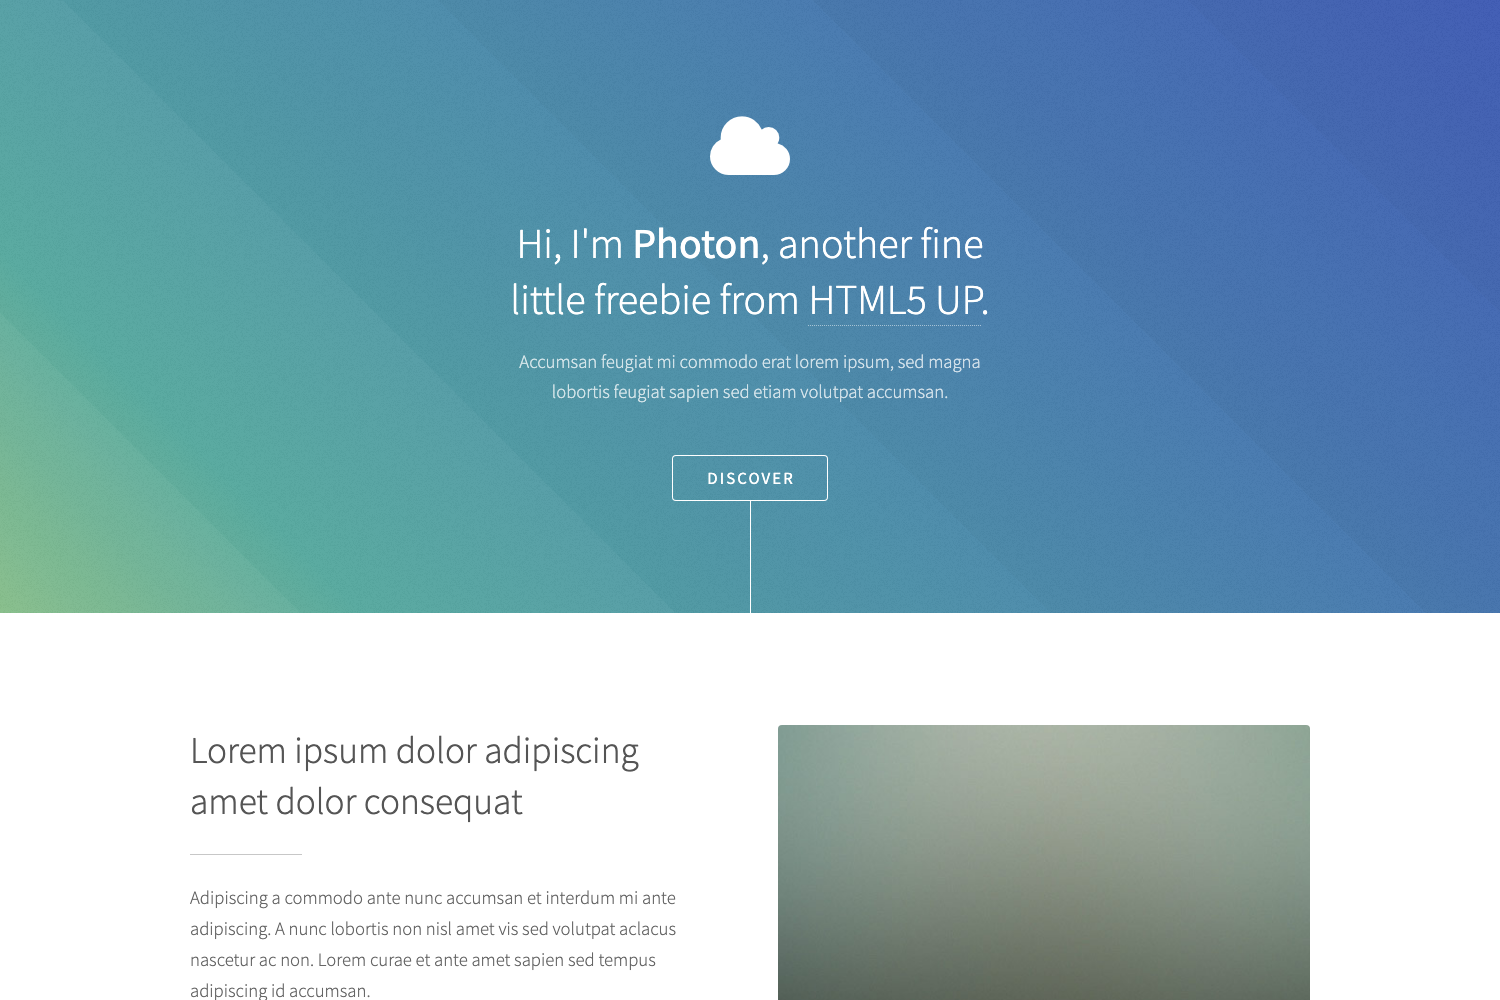 Hi, I'm Photon, another fine
little freebie from HTML5 UP.
Accumsan feugiat mi commodo erat lorem ipsum, sed magna
lobortis feugiat sapien sed etiam volutpat accumsan.
DISCOVER
Lorem ipsum dolor adipiscing
amet dolor consequat
Adipiscing a commodo ante nunc accumsan et interdum mi ante
adipiscing. A nunc lobortis non nisl amet vis sed volutpat aclacus
nascetur ac non. Lorem curae et ante amet sapien sed tempus
adipiscing id accumsan.